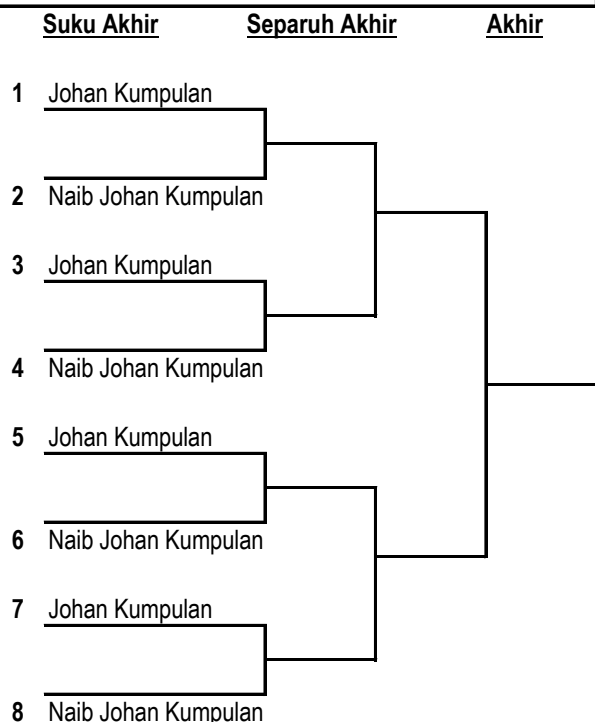 Suku Akhir Separuh Akhir Akhir
1 Johan Kumpulan
2 Naib Johan Kumpulan
3 Johan Kumpulan
4 Naib Johan Kumpulan
5 Johan Kumpulan
6 Naib Johan Kumpulan
7 Johan Kumpulan
8 Naib Johan Kumpulan